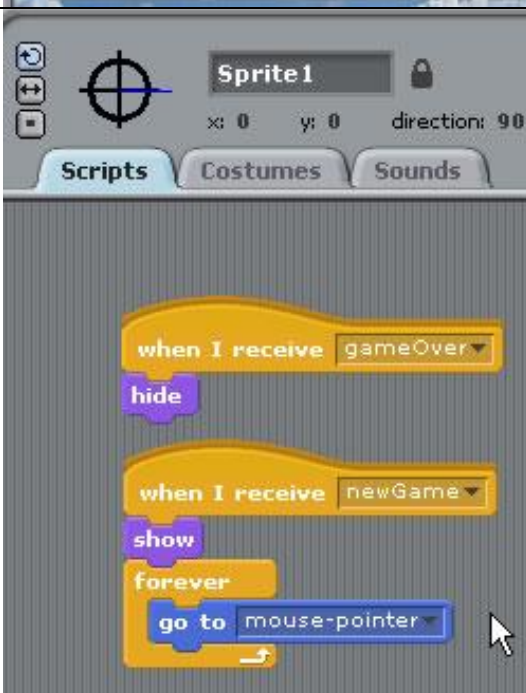 Sprite1
x: 0 y: 0 direction: 90
Scripts Costumes Sounds
when I receive gameOver
hide
when I receive newGame
show
forever
go to mouse-pointer